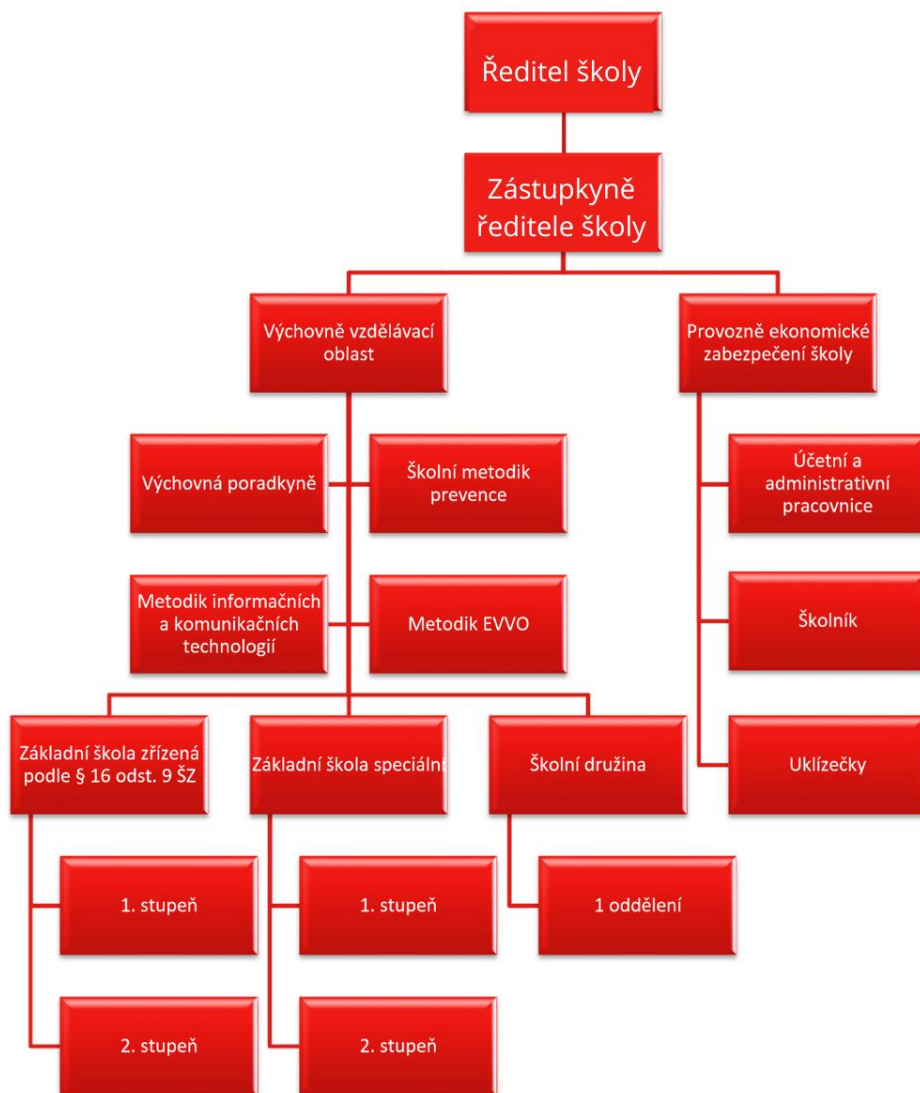 Ředitel školy
Zástupkyně
ředitele školy
Výchovně vzdělávací
oblast
Provozně ekonomické
zabezpečení školy
Výchovná poradkyně
Školní metodik
prevence
Účetní a
administrativní
pracovnice
Metodik informačních
a komunikačních
technologií
Metodik EVVO
Školník
Základní škola zřízená
podle § 16 odst. 9 ŠZ
Základní škola speciální
Školní družina
Uklízečky
1. stupeň
1. stupeň
1 oddělení
2. stupeň
2. stupeň